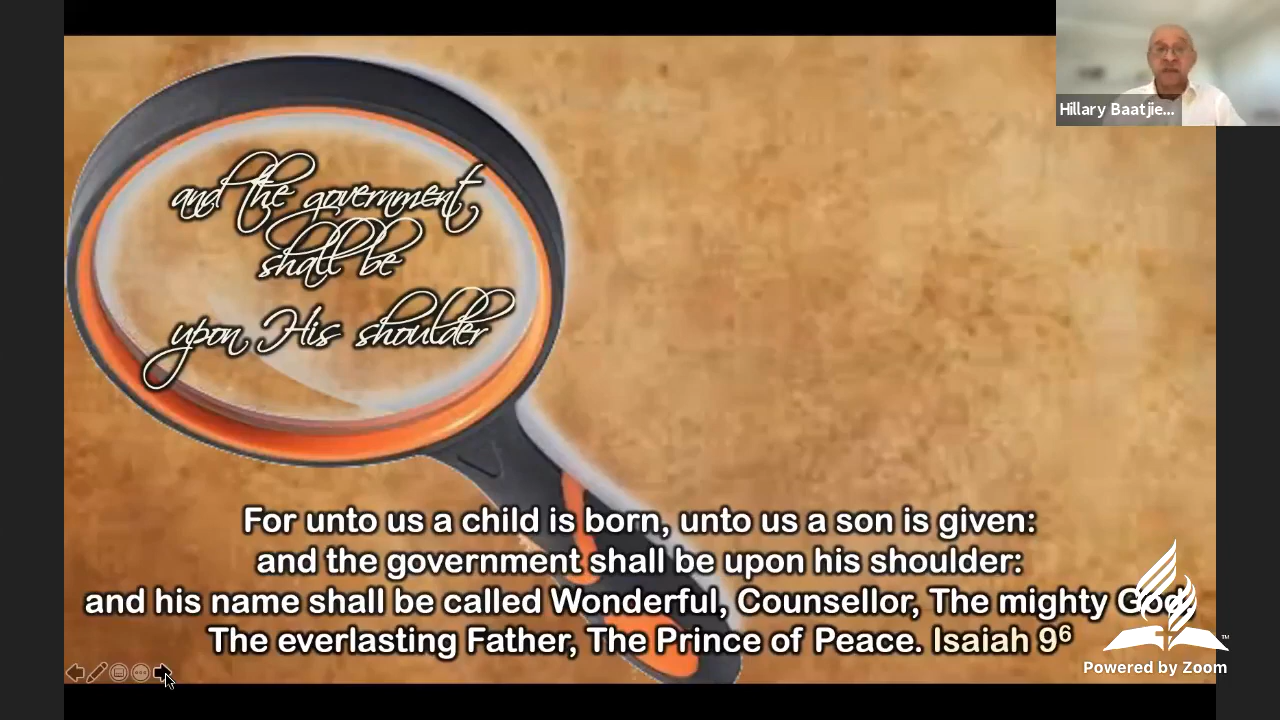 Hillary Baatjie...
and the government
shall be
upon His shoulder
For unto us a child is born, unto us a son is given:
and the government shall be upon his shoulder:
and his name shall be called Wonderful, Counsellor, The mighty God,
The everlasting Father, The Prince of Peace. Isaiah 9⁶
Powered by Zoom
TM